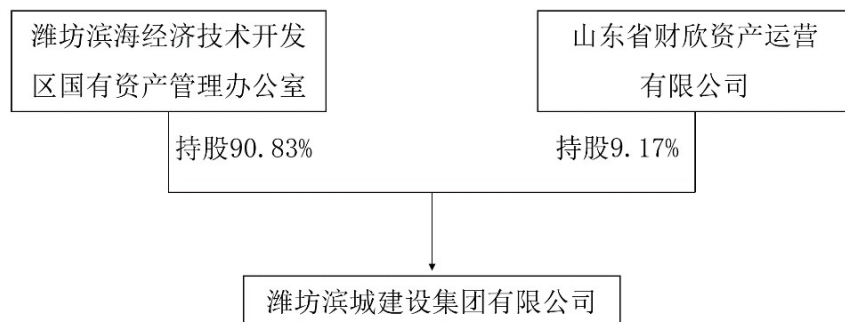 潍坊滨海经济技术开发
区国有资产管理办公室
山东省财欣资产运营
有限公司
持股90.83%
持股9.17%
潍坊滨城建设集团有限公司